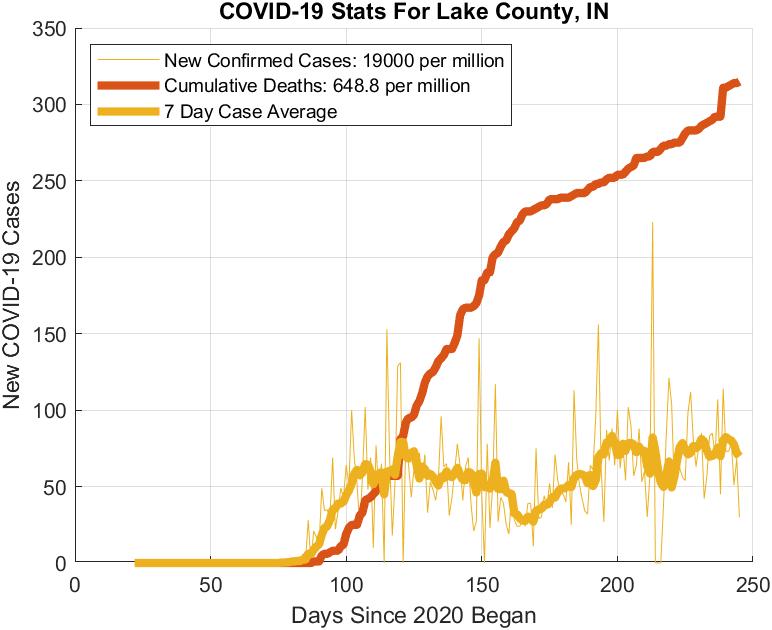 COVID-19 Stats For Lake County, IN
New Confirmed Cases: 19000 per million
Cumulative Deaths: 648.8 per million
7 Day Case Average
350
300
250
200
150
100
50
0
New COVID-19 Cases
0 50 100 150 200 250
Days Since 2020 Began